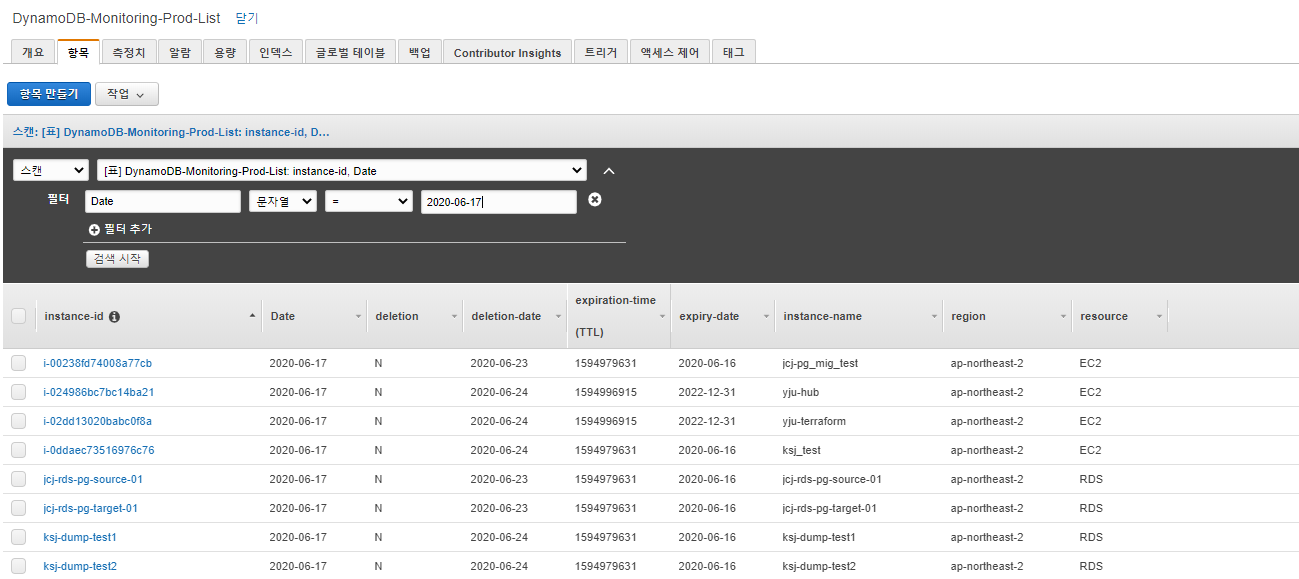 DynamoDB-Monitoring-Prod-List 닫기
개요 항목 측정치 알람 용량 인덱스 글로벌 테이블 백업 Contributor Insights 트리거 액세스 제어 태그
항목 만들기 작업
스캔: [표] DynamoDB-Monitoring-Prod-List: instance-id, D...
스캔 [표] DynamoDB-Monitoring-Prod-List: instance-id, Date
필터 Date 문자열 = 2020-06-17
필터 추가
검색 시작
instance-id Date deletion deletion-date expiration-time (TTL) expiry-date instance-name region resource
i-00238fd74008a77cb 2020-06-17 N 2020-06-23 1594979631 2020-06-16 jcj-pg_mig_test ap-northeast-2 EC2
i-024986bc7bc14ba21 2020-06-17 N 2020-06-24 1594996915 2022-12-31 yju-hub ap-northeast-2 EC2
i-02dd13020babc0f8a 2020-06-17 N 2020-06-24 1594996915 2022-12-31 yju-terraform ap-northeast-2 EC2
i-0ddaec73516976c76 2020-06-17 N 2020-06-24 1594979631 2020-06-16 ksj_test ap-northeast-2 EC2
jcj-rds-pg-source-01 2020-06-17 N 2020-06-23 1594979631 2020-06-16 jcj-rds-pg-source-01 ap-northeast-2 RDS
jcj-rds-pg-target-01 2020-06-17 N 2020-06-23 1594979631 2020-06-16 jcj-rds-pg-target-01 ap-northeast-2 RDS
ksj-dump-test1 2020-06-17 N 2020-06-24 1594979631 2020-06-16 ksj-dump-test1 ap-northeast-2 RDS
ksj-dump-test2 2020-06-17 N 2020-06-24 1594979631 2020-06-16 ksj-dump-test2 ap-northeast-2 RDS